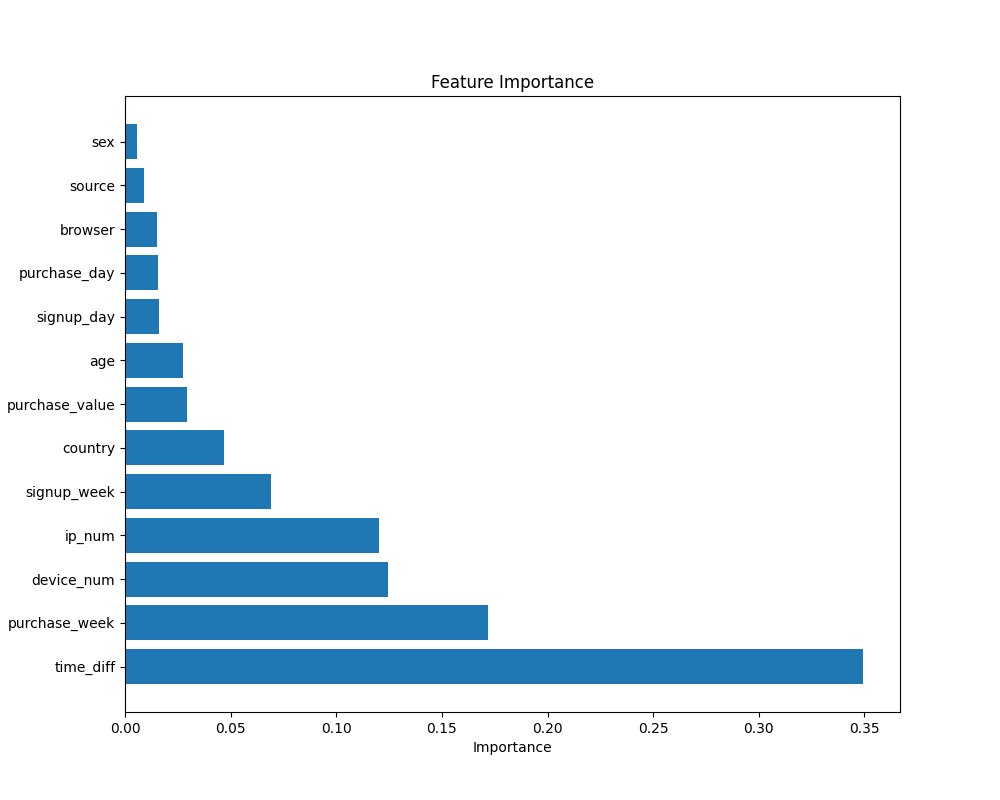 Feature Importance
sex
source
browser
purchase_day
signup_day
age
purchase_value
country
signup_week
ip_num
device_num
purchase_week
time_diff
0.00 0.05 0.10 0.15 0.20 0.25 0.30 0.35
Importance